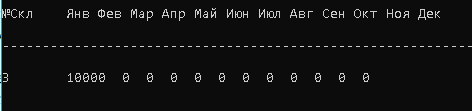 №Скл Янв Фев Мар Апр Май Июн Июл Авг Сен Окт Ноя Дек
--------------------------------------------------------------------
3 10000 0 0 0 0 0 0 0 0 0 0 0